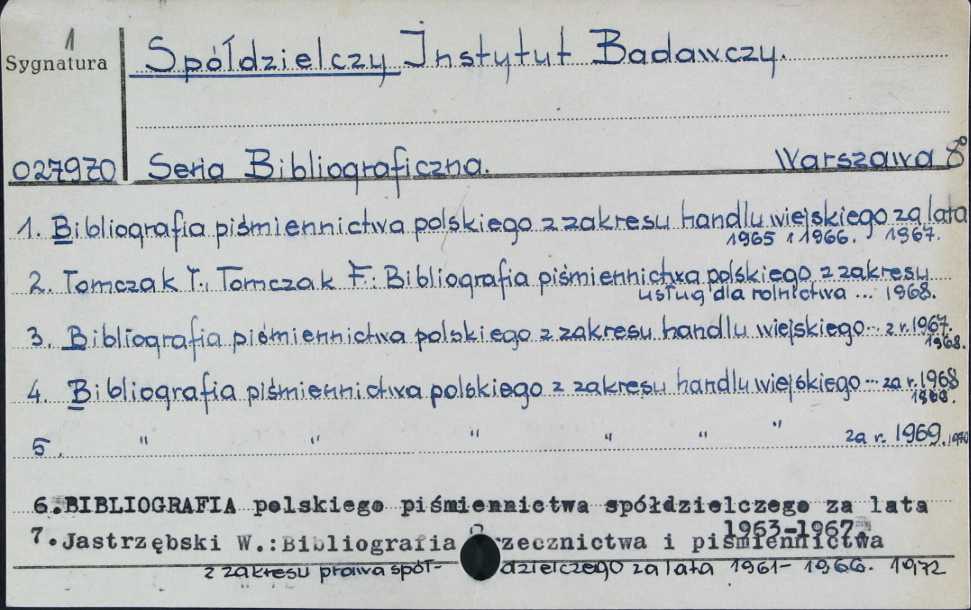 1
Sygnatura
Spółdzielczy Instytut Badawczy.
027970
Seria Bibliograficzna. Warszawa 8°
1. Bibliografia piśmiennictwa polskiego z zakresu handlu wiejskiego za lata
1965 i 1966. 1967.
2. Tomczak T., Tomczak F.: Bibliografia piśmiennictwa polskiego z zakresu
usług dla rolnictwa ... 1968.
3. Bibliografia piśmiennictwa polskiego z zakresu handlu wiejskiego... z r. 1967.
1968.
4. Bibliografia piśmiennictwa polskiego z zakresu handlu wiejskiego ... za r. 1968
5. " " " " " " za r. 1969. 1970
6. BIBLIOGRAFIA polskiego piśmiennictwa spółdzielczego za lata
1963-1967.
7. Jastrzębski W.: Bibliografia rzecznictwa i piśmiennictwa
z zakresu prawa spół- dzielczego za lata 1961-1966. 1972